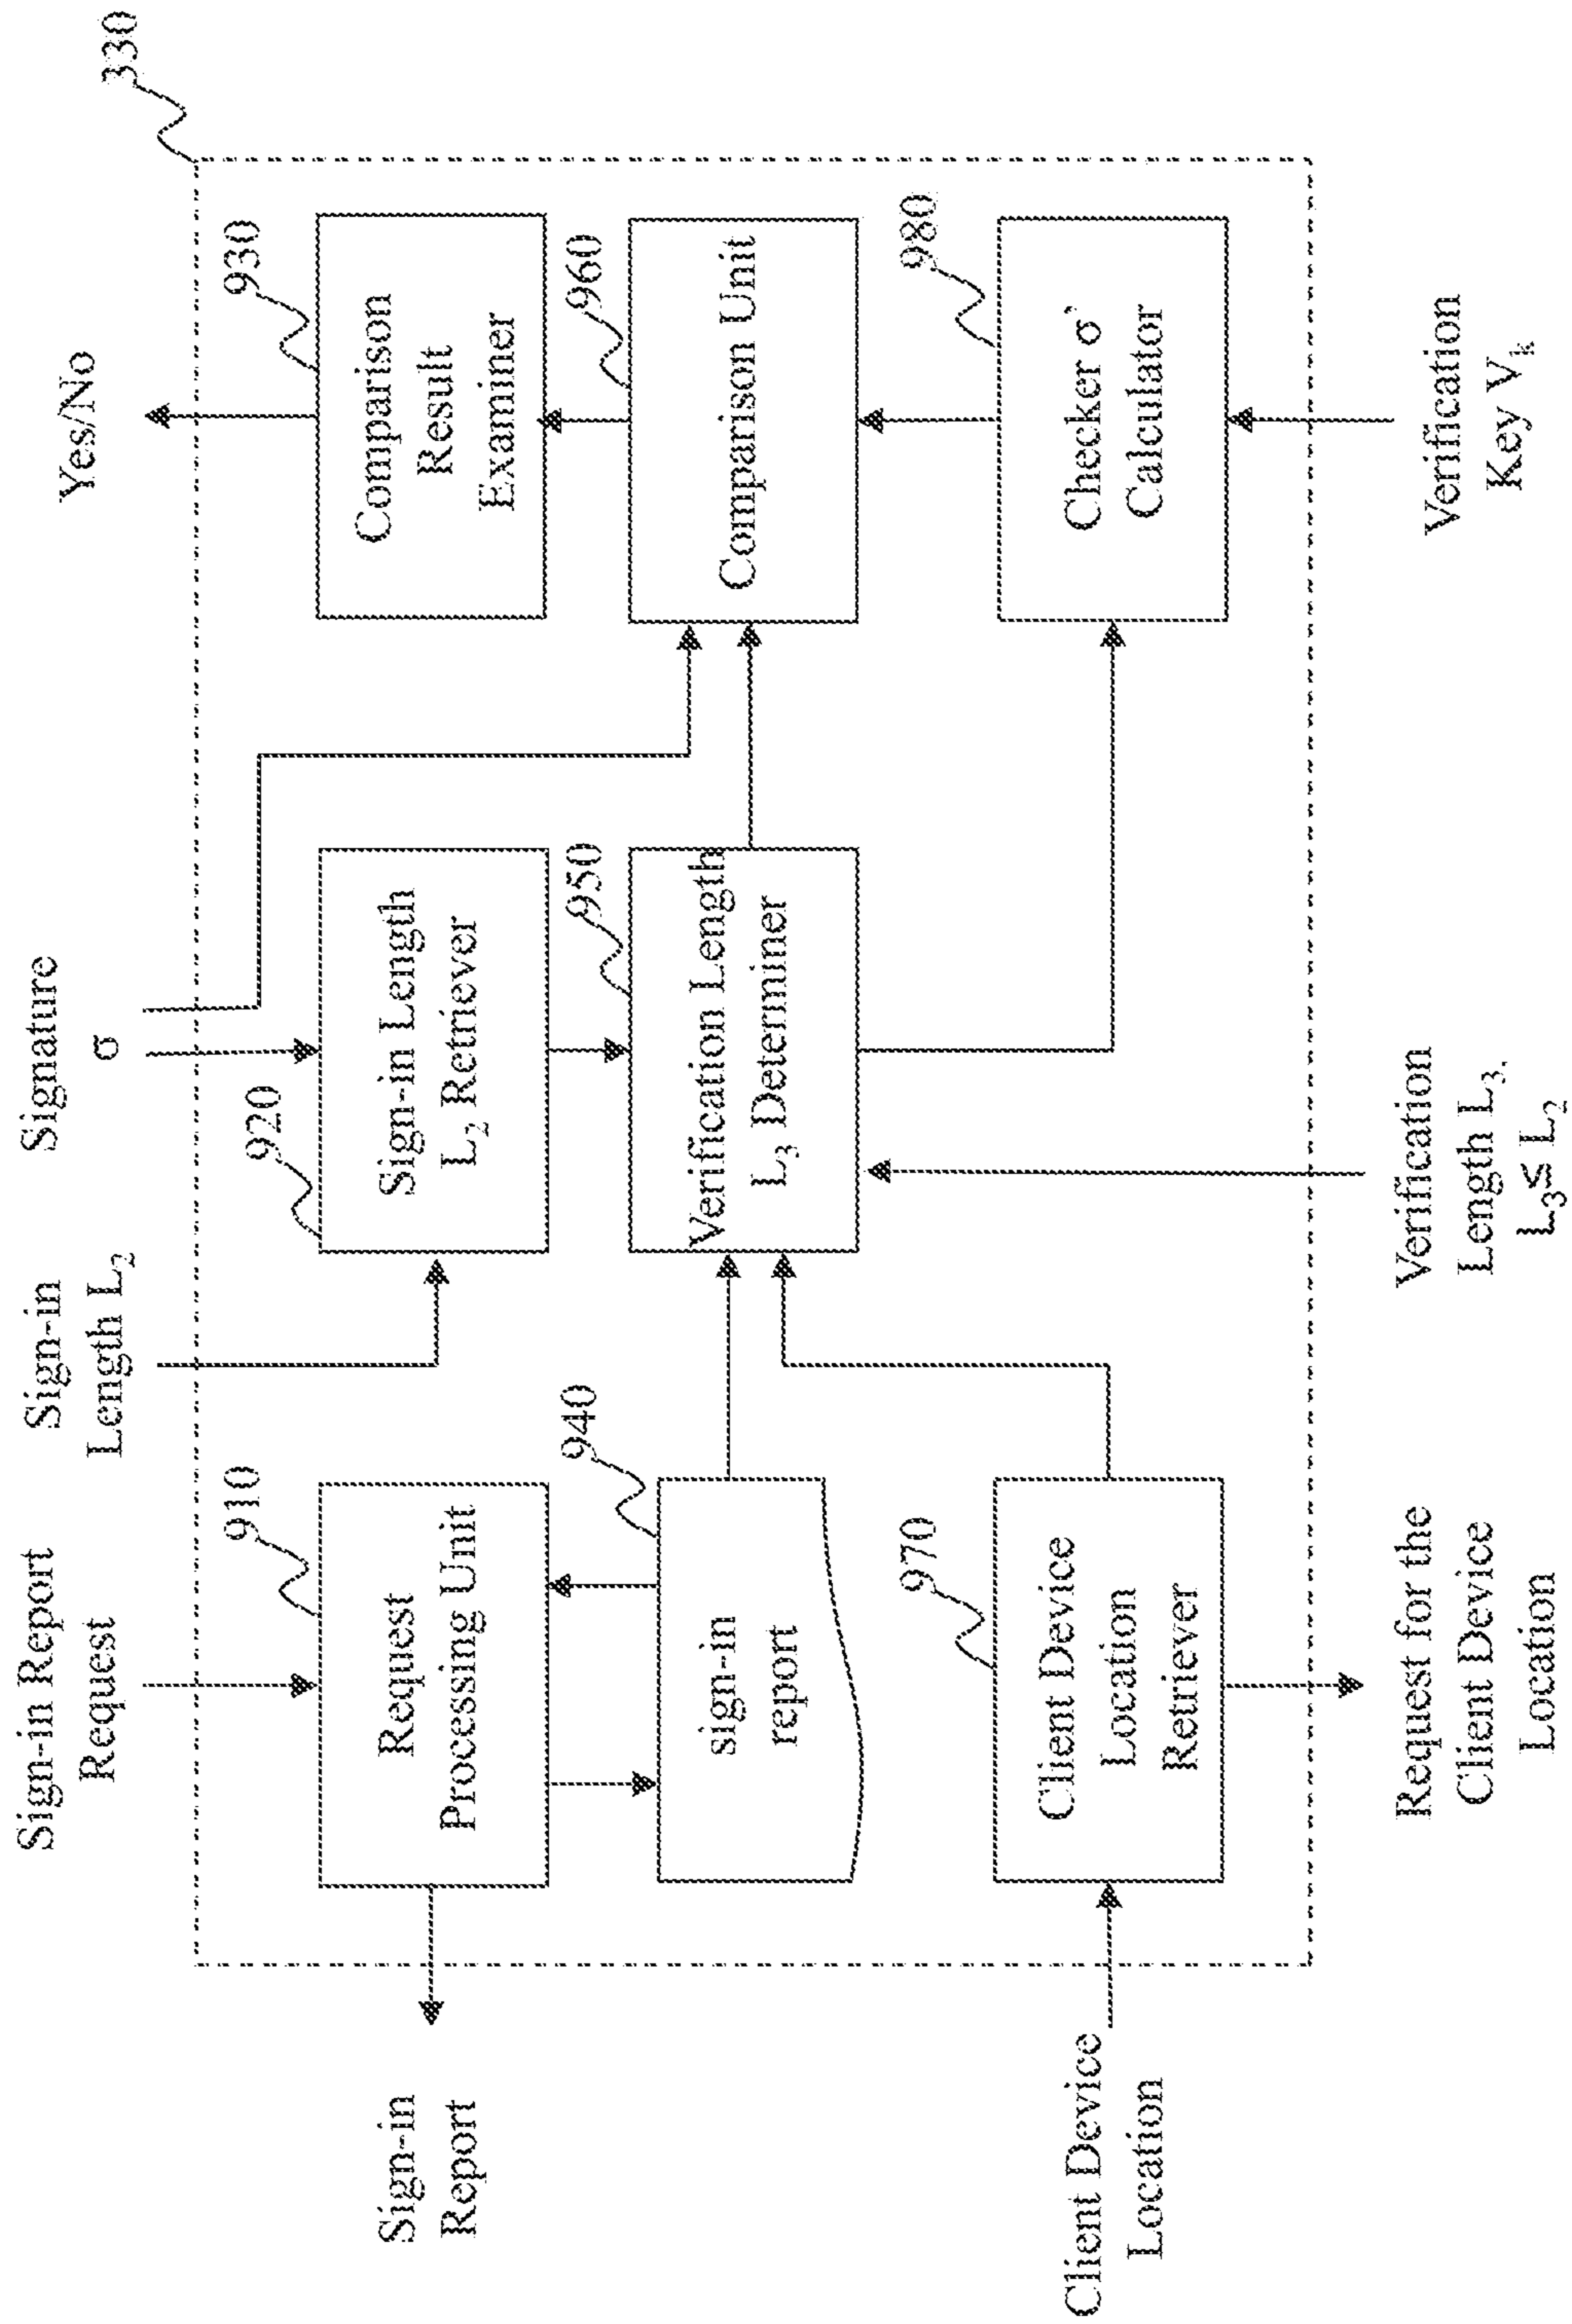 Sign-in Report
Request
Sign-in
Length L₂
Signature
σ
Yes/No
330
910
Request
Processing Unit
920
Sign-in Length
L₂ Retriever
930
Comparison
Result
Examiner
Sign-in
Report
940
sign-in
report
950
Verification Length
L₃ Determiner
960
Comparison Unit
970
Client Device
Location
Retriever
980
Checker σ'
Calculator
Client Device
Location
Request for the
Client Device
Location
Verification
Length L₃,
L₃≤ L₂
Verification
Key Vₖ